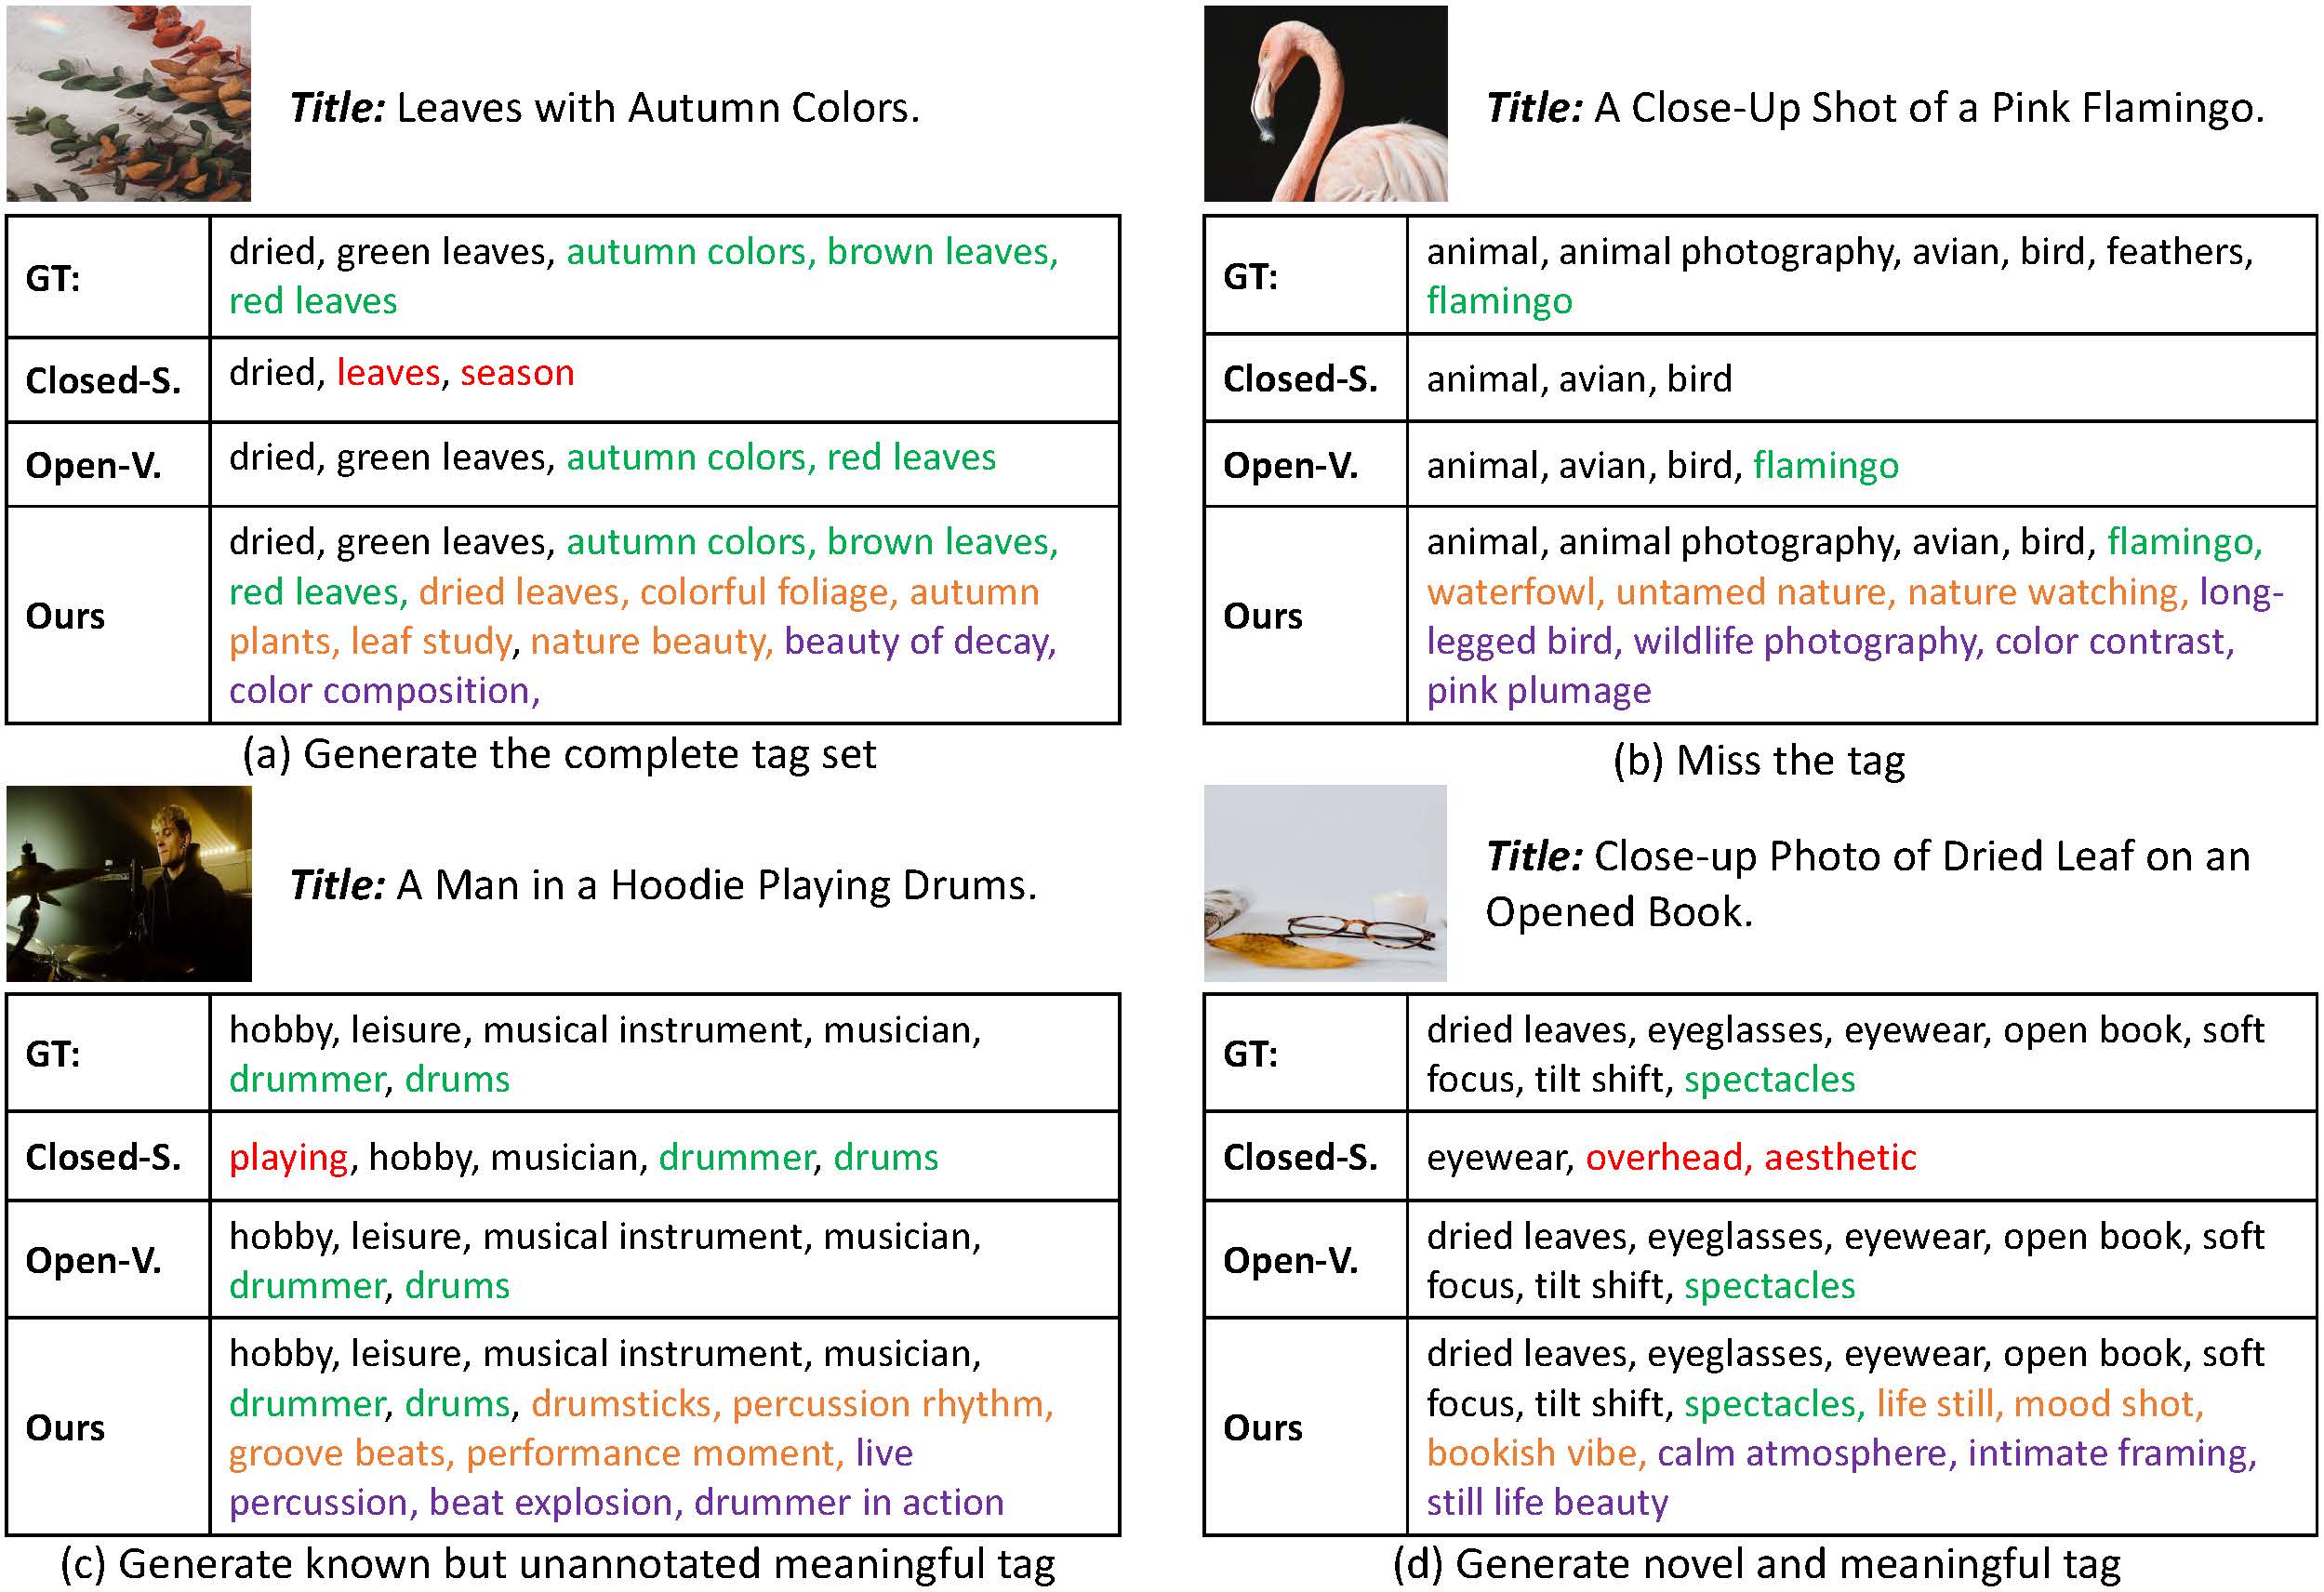 Title: Leaves with Autumn Colors.
GT:
dried, green leaves, autumn colors, brown leaves,
red leaves
Closed-S.
dried, leaves, season
Open-V.
dried, green leaves, autumn colors, red leaves
Ours
dried, green leaves, autumn colors, brown leaves,
red leaves, dried leaves, colorful foliage, autumn
plants, leaf study, nature beauty, beauty of decay,
color composition,
(a) Generate the complete tag set
Title: A Close-Up Shot of a Pink Flamingo.
GT:
animal, animal photography, avian, bird, feathers,
flamingo
Closed-S.
animal, avian, bird
Open-V.
animal, avian, bird, flamingo
Ours
animal, animal photography, avian, bird, flamingo,
waterfowl, untamed nature, nature watching, long-
legged bird, wildlife photography, color contrast,
pink plumage
(b) Miss the tag
Title: A Man in a Hoodie Playing Drums.
GT:
hobby, leisure, musical instrument, musician,
drummer, drums
Closed-S.
playing, hobby, musician, drummer, drums
Open-V.
hobby, leisure, musical instrument, musician,
drummer, drums
Ours
hobby, leisure, musical instrument, musician,
drummer, drums, drumsticks, percussion rhythm,
groove beats, performance moment, live
percussion, beat explosion, drummer in action
(c) Generate known but unannotated meaningful tag
Title: Close-up Photo of Dried Leaf on an
Opened Book.
GT:
dried leaves, eyeglasses, eyewear, open book, soft
focus, tilt shift, spectacles
Closed-S.
eyewear, overhead, aesthetic
Open-V.
dried leaves, eyeglasses, eyewear, open book, soft
focus, tilt shift, spectacles
Ours
dried leaves, eyeglasses, eyewear, open book, soft
focus, tilt shift, spectacles, life still, mood shot,
bookish vibe, calm atmosphere, intimate framing,
still life beauty
(d) Generate novel and meaningful tag